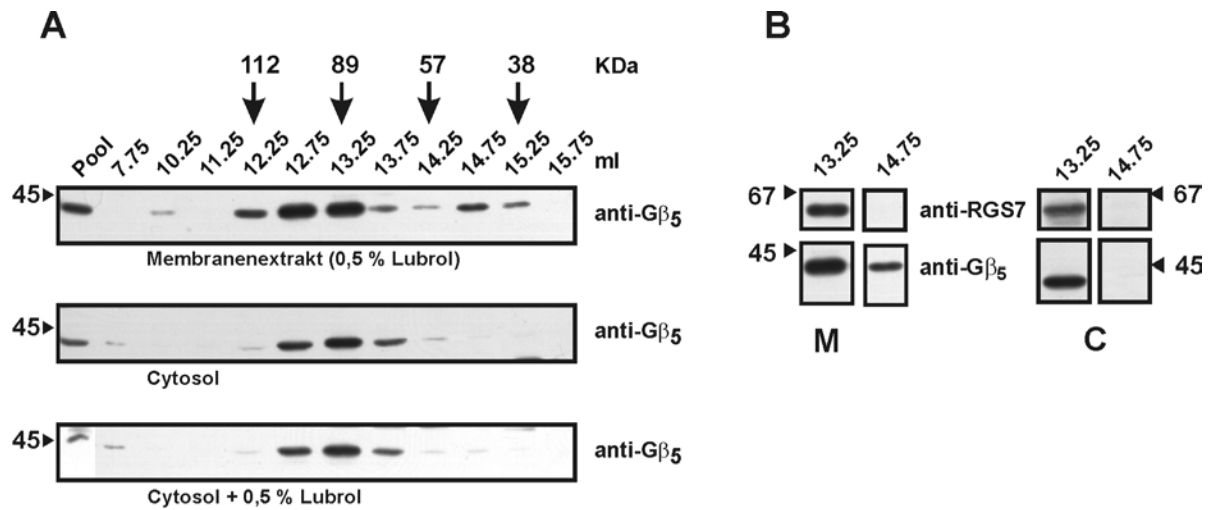 A
112 89 57 38 KDa
Pool 7.75 10.25 11.25 12.25 12.75 13.25 13.75 14.25 14.75 15.25 15.75 ml
45 anti-Gβ5
Membranenextrakt (0,5 % Lubrol)
45 anti-Gβ5
Cytosol
45 anti-Gβ5
Cytosol + 0,5 % Lubrol
B
13.25 14.75 13.25 14.75
67 anti-RGS7 67
45 anti-Gβ5 45
M C